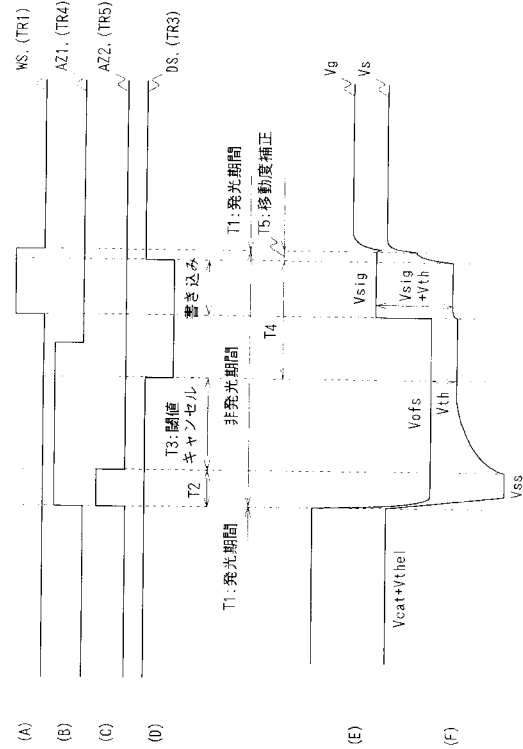 (A)
WS. (TR1)
(B)
AZ1. (TR4)
(C)
AZ2. (TR5)
(D)
DS. (TR3)
T2
T3:閾値
キャンセル
書き込み
T1:発光期間
非発光期間
T1:発光期間
T4
T5:移動度補正
(E)
Vg
Vs
Vofs
Vsig
Vcat+Vthel
Vth
Vsig
+Vth
(F)
Vss